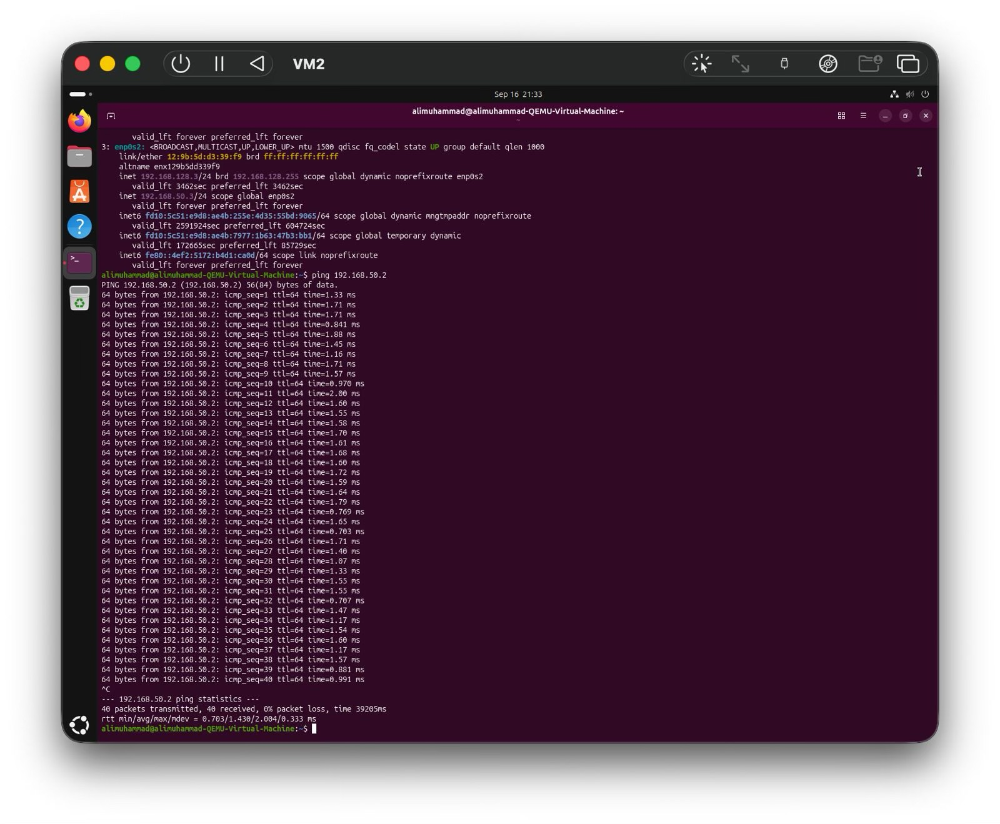 VM2
Sep 16 21:33
alimuhammad@alimuhammad-QEMU-Virtual-Machine: ~
~
valid_lft forever preferred_lft forever
3: enp0s2: <BROADCAST,MULTICAST,UP,LOWER_UP> mtu 1500 qdisc fq_codel state UP group default qlen 1000
link/ether 12:9b:5d:d3:39:f9 brd ff:ff:ff:ff:ff:ff
altname enx129b5dd339f9
inet 192.168.128.3/24 brd 192.168.128.255 scope global dynamic noprefixroute enp0s2
valid_lft 3462sec preferred_lft 3462sec
inet 192.168.50.3/24 scope global enp0s2
valid_lft forever preferred_lft forever
inet6 fd10:5c51:e9d8:ae4b:255e:4d35:55bd:9065/64 scope global dynamic mngtmpaddr noprefixroute
valid_lft 2591924sec preferred_lft 604724sec
inet6 fd10:5c51:e9d8:ae4b:7977:1b63:47b3:bb1/64 scope global temporary dynamic
valid_lft 172665sec preferred_lft 85729sec
inet6 fe80::4ef2:5172:b4d1:ca0d/64 scope link noprefixroute
valid_lft forever preferred_lft forever
alimuhammad@alimuhammad-QEMU-Virtual-Machine:~$ ping 192.168.50.2
PING 192.168.50.2 (192.168.50.2) 56(84) bytes of data.
64 bytes from 192.168.50.2: icmp_seq=1 ttl=64 time=1.33 ms
64 bytes from 192.168.50.2: icmp_seq=2 ttl=64 time=1.71 ms
64 bytes from 192.168.50.2: icmp_seq=3 ttl=64 time=1.71 ms
64 bytes from 192.168.50.2: icmp_seq=4 ttl=64 time=0.841 ms
64 bytes from 192.168.50.2: icmp_seq=5 ttl=64 time=1.88 ms
64 bytes from 192.168.50.2: icmp_seq=6 ttl=64 time=1.45 ms
64 bytes from 192.168.50.2: icmp_seq=7 ttl=64 time=1.16 ms
64 bytes from 192.168.50.2: icmp_seq=8 ttl=64 time=1.71 ms
64 bytes from 192.168.50.2: icmp_seq=9 ttl=64 time=1.57 ms
64 bytes from 192.168.50.2: icmp_seq=10 ttl=64 time=0.970 ms
64 bytes from 192.168.50.2: icmp_seq=11 ttl=64 time=2.00 ms
64 bytes from 192.168.50.2: icmp_seq=12 ttl=64 time=1.60 ms
64 bytes from 192.168.50.2: icmp_seq=13 ttl=64 time=1.55 ms
64 bytes from 192.168.50.2: icmp_seq=14 ttl=64 time=1.58 ms
64 bytes from 192.168.50.2: icmp_seq=15 ttl=64 time=1.70 ms
64 bytes from 192.168.50.2: icmp_seq=16 ttl=64 time=1.61 ms
64 bytes from 192.168.50.2: icmp_seq=17 ttl=64 time=1.68 ms
64 bytes from 192.168.50.2: icmp_seq=18 ttl=64 time=1.60 ms
64 bytes from 192.168.50.2: icmp_seq=19 ttl=64 time=1.72 ms
64 bytes from 192.168.50.2: icmp_seq=20 ttl=64 time=1.59 ms
64 bytes from 192.168.50.2: icmp_seq=21 ttl=64 time=1.64 ms
64 bytes from 192.168.50.2: icmp_seq=22 ttl=64 time=1.79 ms
64 bytes from 192.168.50.2: icmp_seq=23 ttl=64 time=0.769 ms
64 bytes from 192.168.50.2: icmp_seq=24 ttl=64 time=1.65 ms
64 bytes from 192.168.50.2: icmp_seq=25 ttl=64 time=0.703 ms
64 bytes from 192.168.50.2: icmp_seq=26 ttl=64 time=1.71 ms
64 bytes from 192.168.50.2: icmp_seq=27 ttl=64 time=1.40 ms
64 bytes from 192.168.50.2: icmp_seq=28 ttl=64 time=1.07 ms
64 bytes from 192.168.50.2: icmp_seq=29 ttl=64 time=1.33 ms
64 bytes from 192.168.50.2: icmp_seq=30 ttl=64 time=1.55 ms
64 bytes from 192.168.50.2: icmp_seq=31 ttl=64 time=1.55 ms
64 bytes from 192.168.50.2: icmp_seq=32 ttl=64 time=0.707 ms
64 bytes from 192.168.50.2: icmp_seq=33 ttl=64 time=1.47 ms
64 bytes from 192.168.50.2: icmp_seq=34 ttl=64 time=1.17 ms
64 bytes from 192.168.50.2: icmp_seq=35 ttl=64 time=1.54 ms
64 bytes from 192.168.50.2: icmp_seq=36 ttl=64 time=1.60 ms
64 bytes from 192.168.50.2: icmp_seq=37 ttl=64 time=1.17 ms
64 bytes from 192.168.50.2: icmp_seq=38 ttl=64 time=1.57 ms
64 bytes from 192.168.50.2: icmp_seq=39 ttl=64 time=0.881 ms
64 bytes from 192.168.50.2: icmp_seq=40 ttl=64 time=0.991 ms
^C
--- 192.168.50.2 ping statistics ---
40 packets transmitted, 40 received, 0% packet loss, time 39205ms
rtt min/avg/max/mdev = 0.703/1.430/2.004/0.333 ms
alimuhammad@alimuhammad-QEMU-Virtual-Machine:~$